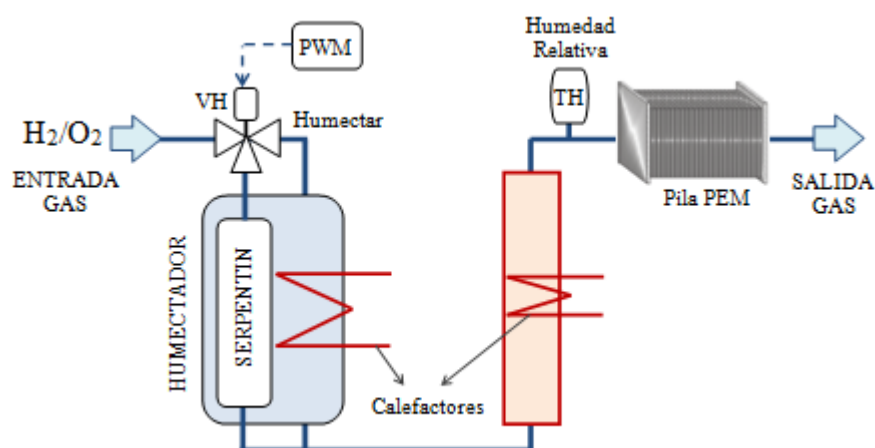 PWM
VH
Humectar
H2/O2
ENTRADA
GAS
Humedad
Relativa
TH
Pila PEM
SALIDA
GAS
HUMECTADOR
SERPENTIN
Calefactores